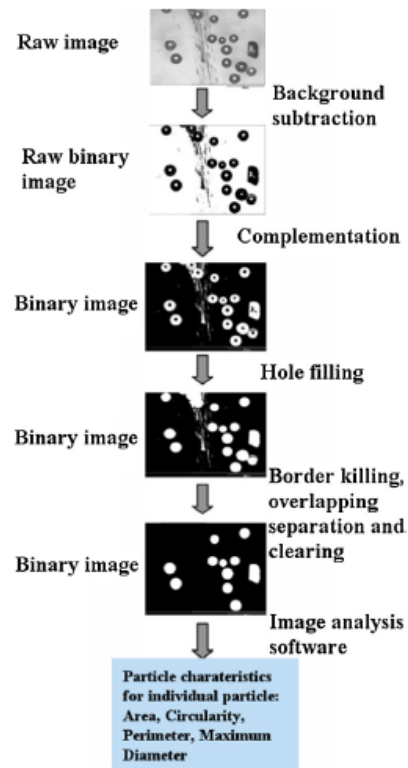 Raw image
Background
subtraction
Raw binary
image
Complementation
Binary image
Hole filling
Binary image
Border killing,
overlapping
separation and
clearing
Binary image
Image analysis
software
Particle charateristics
for individual particle:
Area, Circularity,
Perimeter, Maximum
Diameter